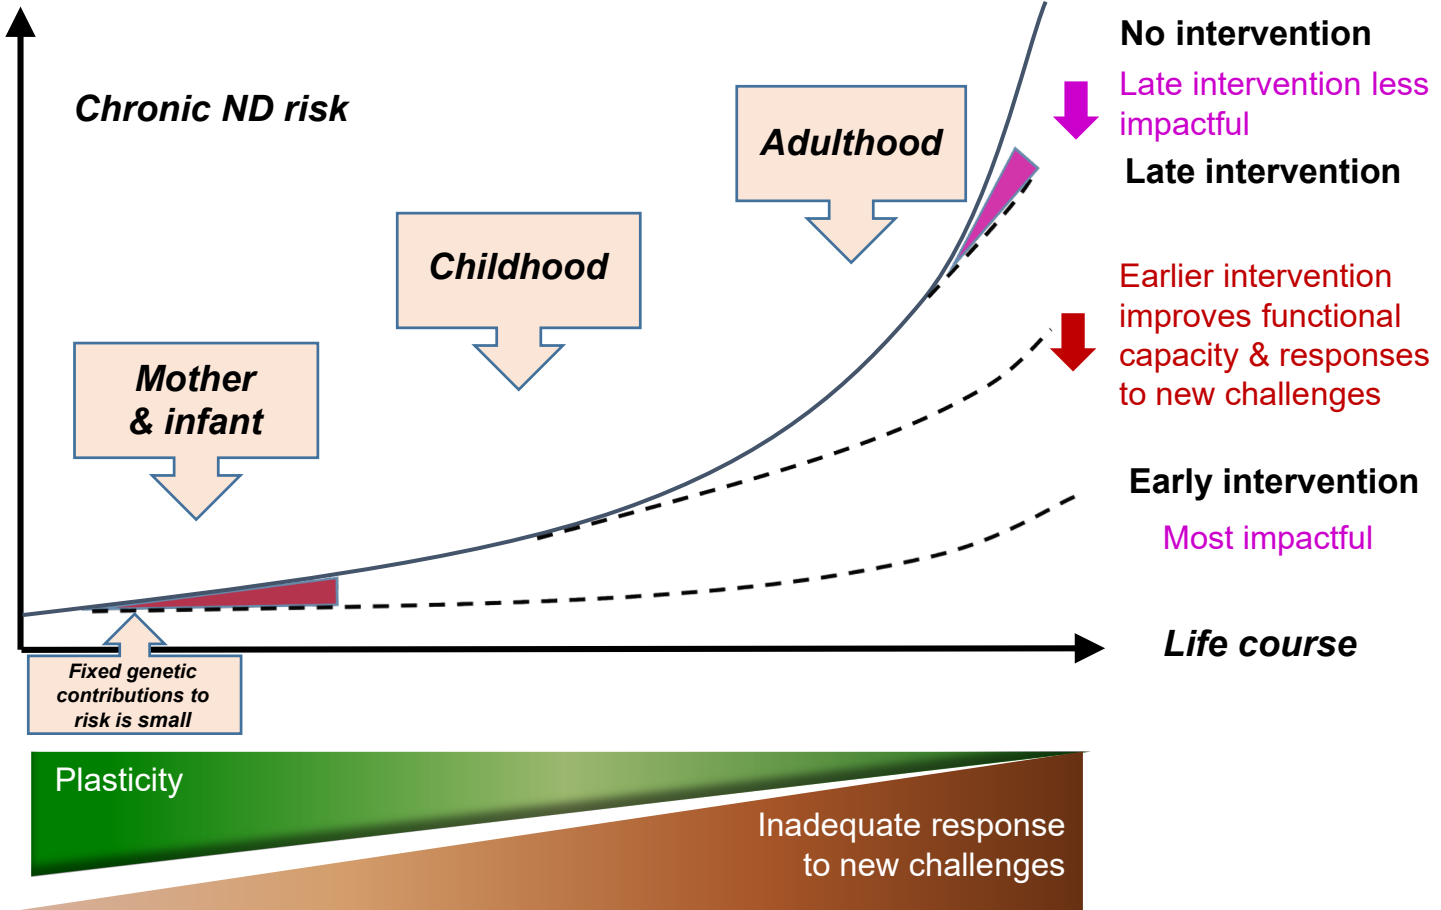 Chronic ND risk
Mother
& infant
Childhood
Adulthood
No intervention
Late intervention less
impactful
Late intervention
Earlier intervention
improves functional
capacity & responses
to new challenges
Early intervention
Most impactful
Life course
Fixed genetic
contributions to
risk is small
Plasticity
Inadequate response
to new challenges